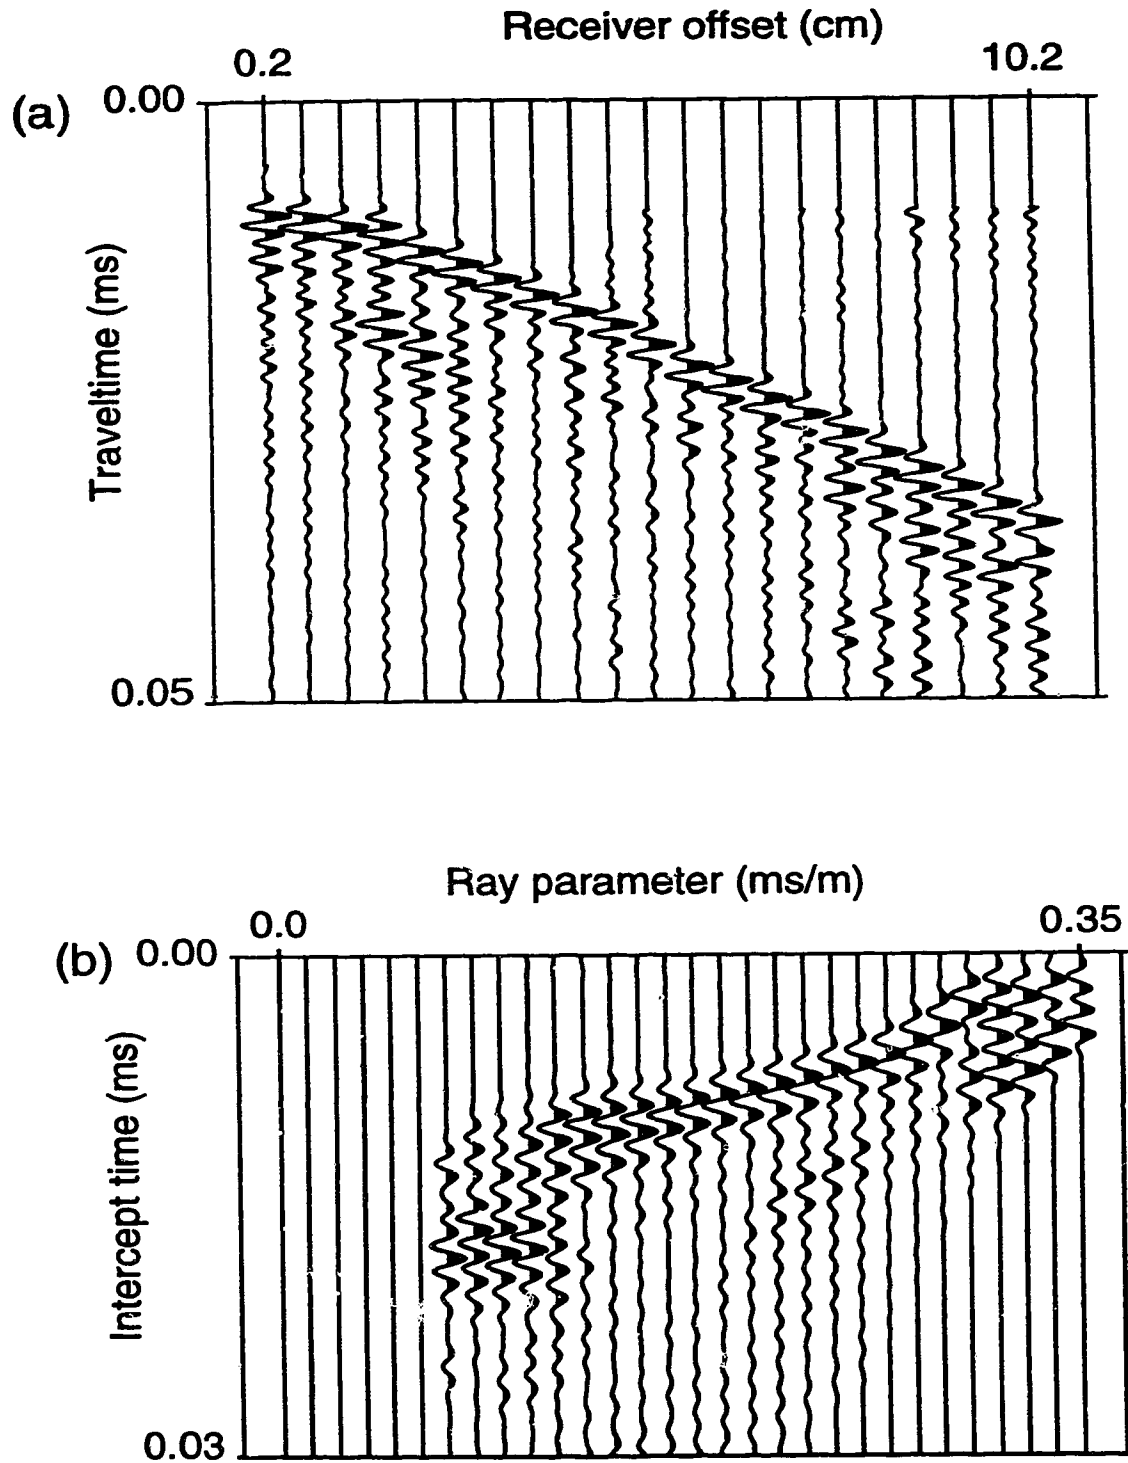 Receiver offset (cm)
0.2 10.2
(a) 0.00
Traveltime (ms)
0.05
Ray parameter (ms/m)
0.0 0.35
(b) 0.00
Intercept time (ms)
0.03